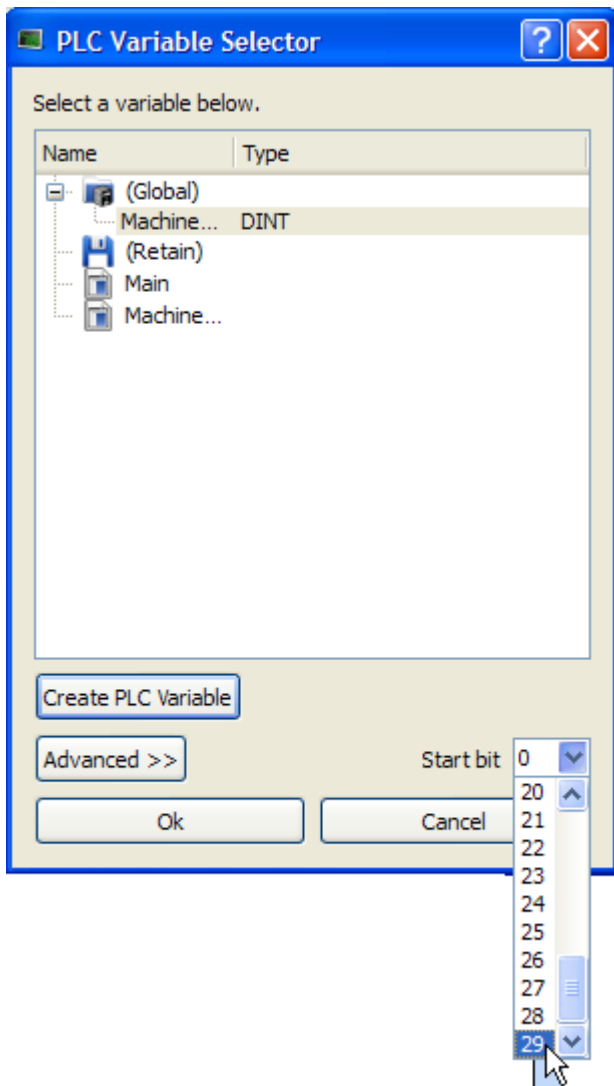 PLC Variable Selector
Select a variable below.
Name Type
(Global)
Machine... DINT
(Retain)
Main
Machine...
Create PLC Variable
Advanced >> Start bit 0
Ok Cancel
20
21
22
23
24
25
26
27
28
29